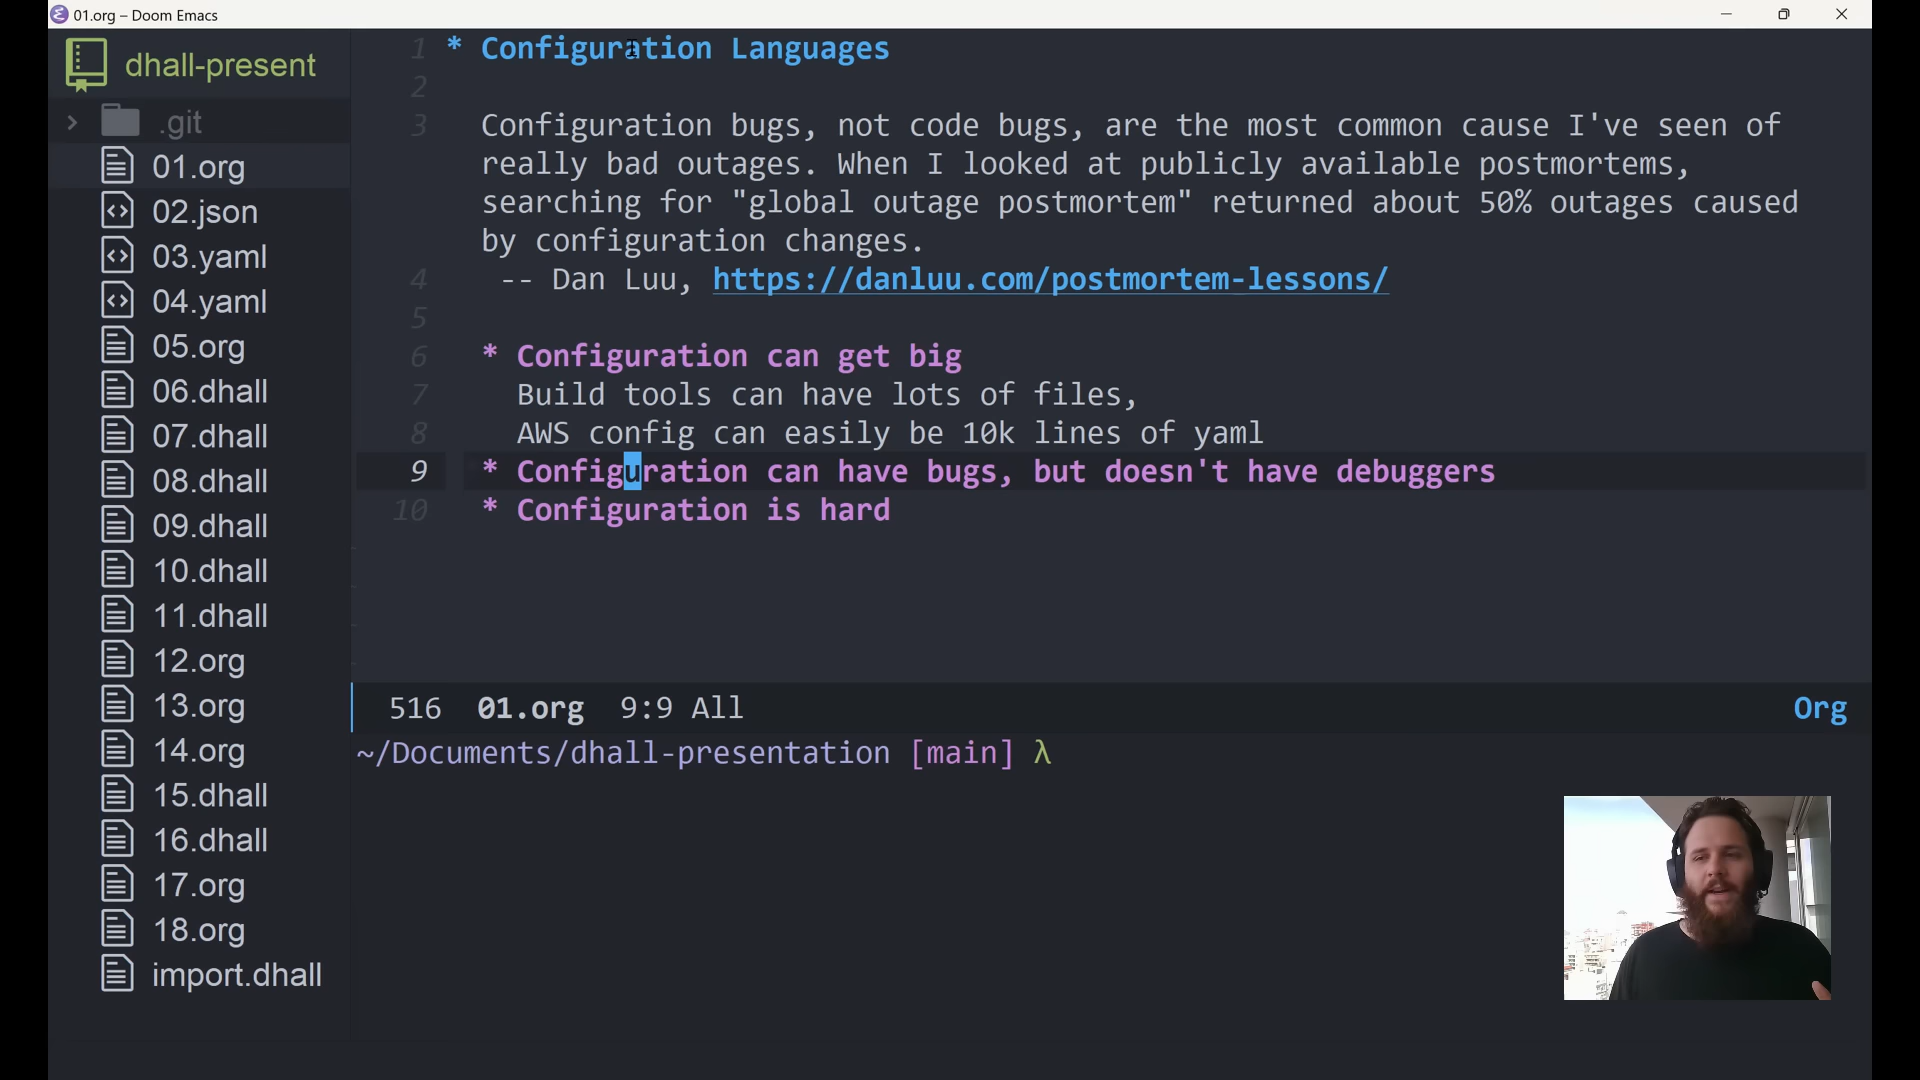 01.org – Doom Emacs
dhall-present
.git
01.org
02.json
03.yaml
04.yaml
05.org
06.dhall
07.dhall
08.dhall
09.dhall
10.dhall
11.dhall
12.org
13.org
14.org
15.dhall
16.dhall
17.org
18.org
import.dhall
1 * Configuration Languages
2
3 Configuration bugs, not code bugs, are the most common cause I've seen of
really bad outages. When I looked at publicly available postmortems,
searching for "global outage postmortem" returned about 50% outages caused
by configuration changes.
4 -- Dan Luu, https://danluu.com/postmortem-lessons/
5
6 * Configuration can get big
7 Build tools can have lots of files,
8 AWS config can easily be 10k lines of yaml
9 * Configuration can have bugs, but doesn't have debuggers
10 * Configuration is hard
516 01.org 9:9 All Org
~/Documents/dhall-presentation [main] λ